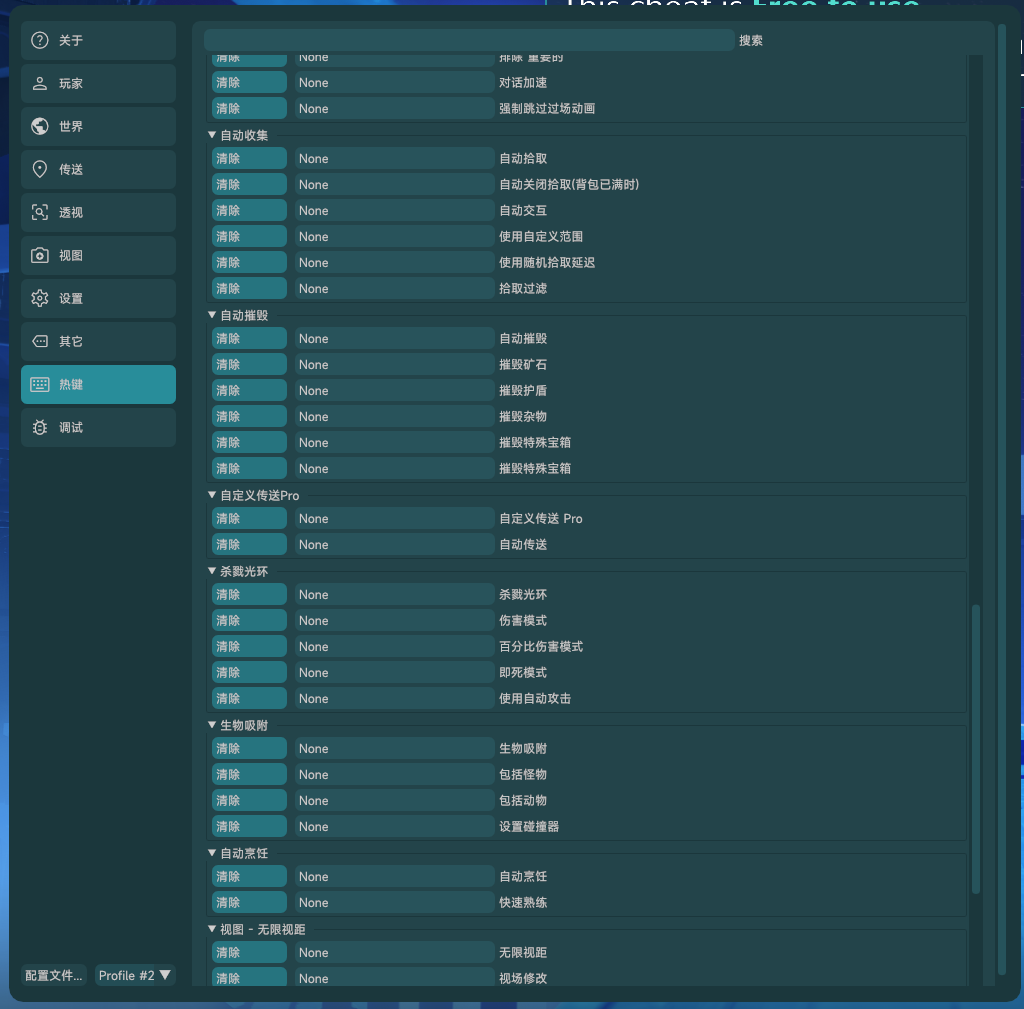 This cheat is Free to use
关于
玩家
世界
传送
透视
视图
设置
其它
热键
调试
配置文件... Profile #2
搜索
清除 None 排除 重要的
清除 None 对话加速
清除 None 强制跳过过场动画
自动收集
清除 None 自动拾取
清除 None 自动关闭拾取(背包已满时)
清除 None 自动交互
清除 None 使用自定义范围
清除 None 使用随机拾取延迟
清除 None 拾取过滤
自动摧毁
清除 None 自动摧毁
清除 None 摧毁矿石
清除 None 摧毁护盾
清除 None 摧毁杂物
清除 None 摧毁特殊宝箱
清除 None 摧毁特殊宝箱
自定义传送Pro
清除 None 自定义传送 Pro
清除 None 自动传送
杀戮光环
清除 None 杀戮光环
清除 None 伤害模式
清除 None 百分比伤害模式
清除 None 即死模式
清除 None 使用自动攻击
生物吸附
清除 None 生物吸附
清除 None 包括怪物
清除 None 包括动物
清除 None 设置碰撞器
自动烹饪
清除 None 自动烹饪
清除 None 快速熟练
视图 - 无限视距
清除 None 无限视距
清除 None 视场修改